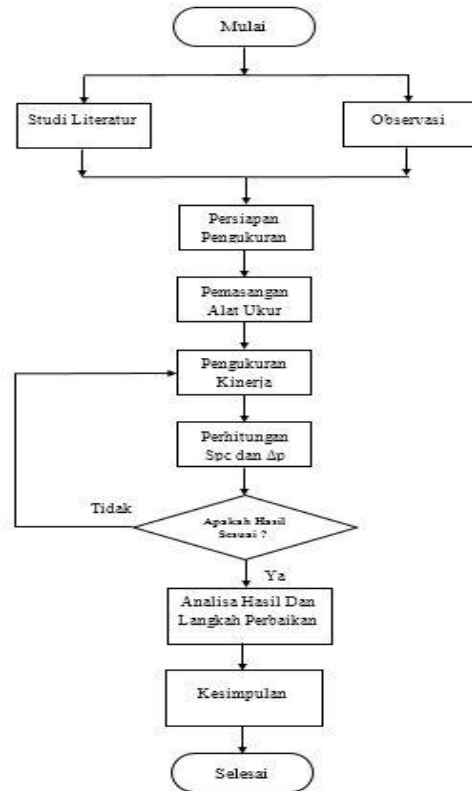 Mulai
Studi Literatur
Observasi
Persiapan
Pengukuran
Pemasangan
Alat Ukur
Pengukuran
Kinerja
Perhitungan
Spc dan Δp
Tidak
Apakah Hasil
Sesuai ?
Ya
Analisa Hasil Dan
Langkah Perbaikan
Kesimpulan
Selesai